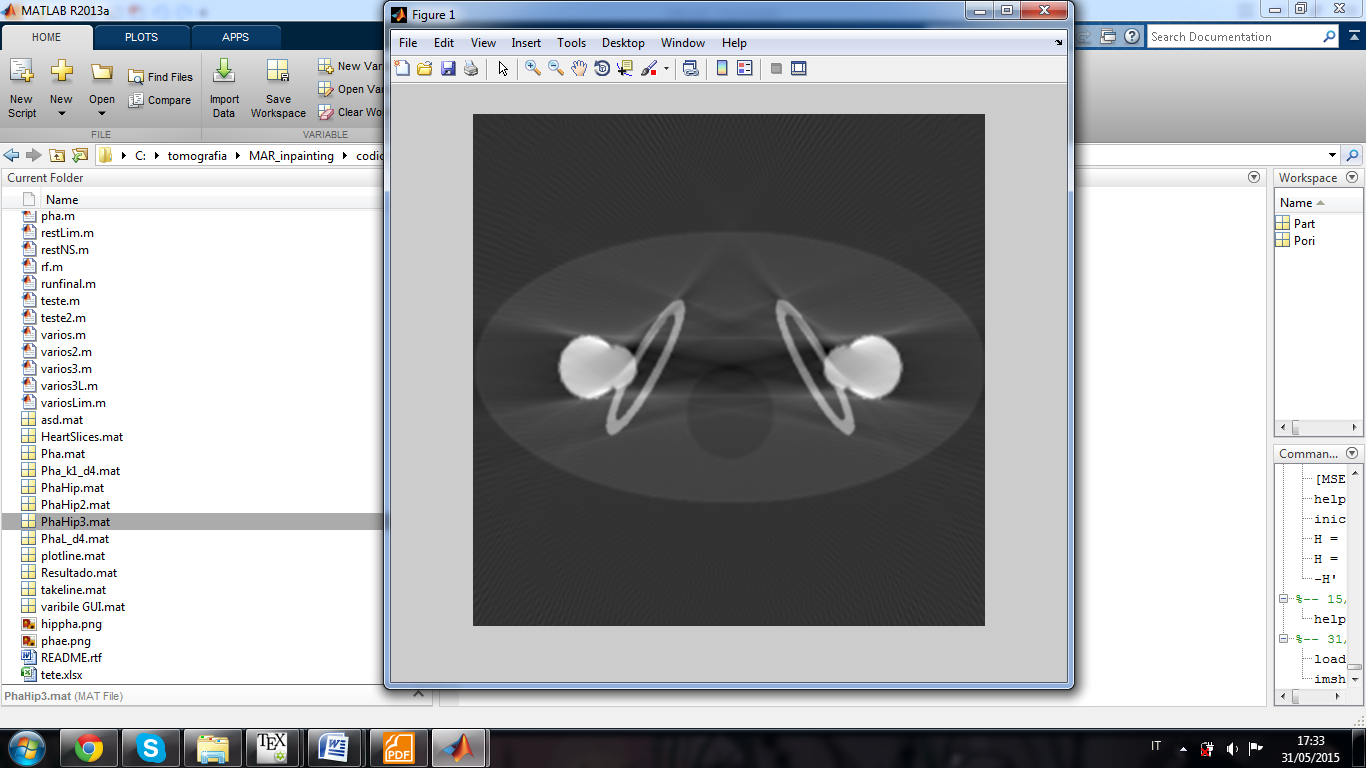 MATLAB R2013a
HOME PLOTS APPS
Search Documentation
New Script
New
Open
Find Files
Compare
Import Data
Save Workspace
New Var
Open Va
Clear Wo
FILE VARIABLE
C: tomografia MAR_inpainting codic
Current Folder
Name
pha.m
restLim.m
restNS.m
rf.m
runfinal.m
teste.m
teste2.m
varios.m
varios2.m
varios3.m
varios3L.m
variosLim.m
asd.mat
HeartSlices.mat
Pha.mat
Pha_k1_d4.mat
PhaHip.mat
PhaHip2.mat
PhaHip3.mat
PhaL_d4.mat
plotline.mat
Resultado.mat
takeline.mat
varibile GUI.mat
hippha.png
phae.png
README.rtf
tete.xlsx
PhaHip3.mat (MAT File)
Figure 1
File Edit View Insert Tools Desktop Window Help
Workspace
Name
Part
Pori
Comman...
[MSE
help
inic
H =
H =
-H'
%-- 15/
help
%-- 31/
load
imsh
TEX
W
PDF
IT
17:33
31/05/2015